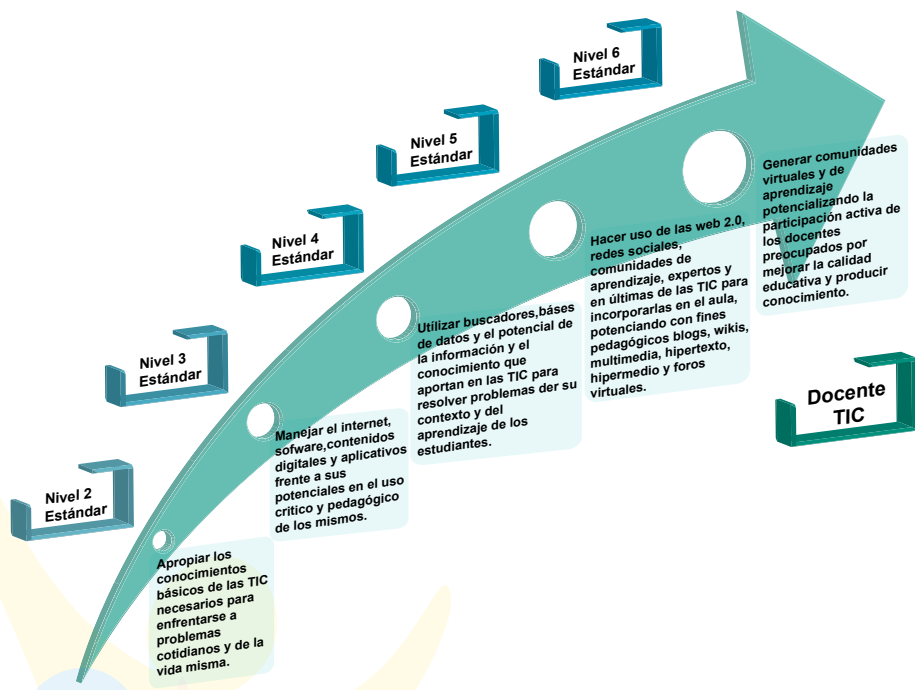 Nivel 6
Estándar
Nivel 5
Estándar
Nivel 4
Estándar
Nivel 3
Estándar
Nivel 2
Estándar
Apropiar los
conocimientos
básicos de las TIC
necesarios para
enfrentarse a
problemas
cotidianos y de la
vida misma.
Manejar el internet,
sofware,contenidos
digitales y aplicativos
frente a sus
potenciales en el uso
critico y pedagógico
de los mismos.
Utilizar buscadores,báses
de datos y el potencial de
la información y el
conocimiento que
aportan en las TIC para
resolver problemas der su
contexto y del
aprendizaje de los
estudiantes.
Hacer uso de las web 2.0,
redes sociales,
comunidades de
aprendizaje, expertos y
en últimas de las TIC para
incorporarlas en el aula,
potenciando con fines
pedagógicos blogs, wikis,
multimedia, hipertexto,
hipermedio y foros
virtuales.
Generar comunidades
virtuales y de
aprendizaje
potencializando la
participación activa de
los docentes
preocupados por
mejorar la calidad
educativa y producir
conocimiento.
Docente
TIC